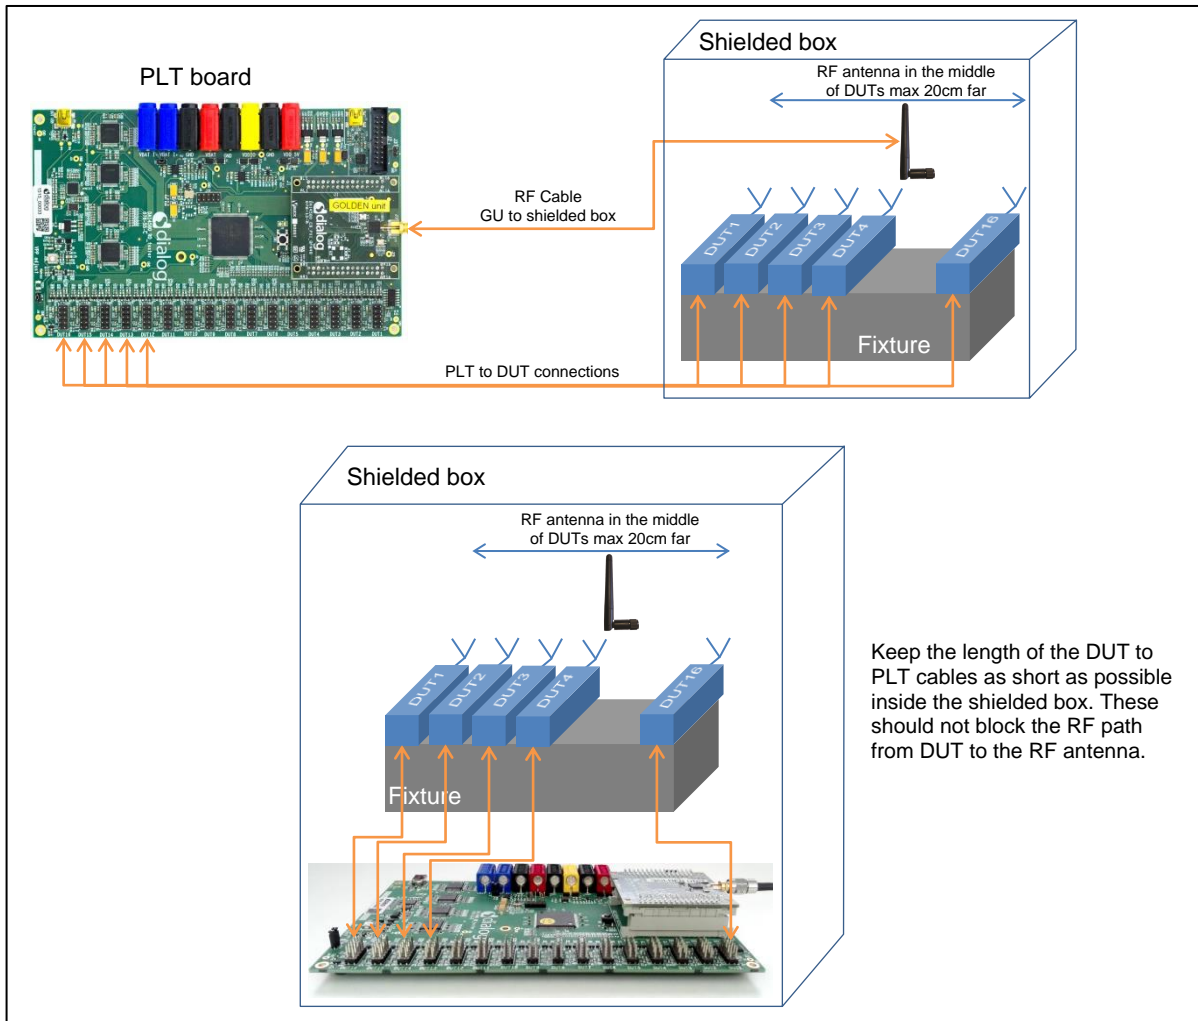 Shielded box
PLT board
RF antenna in the middle
of DUTs max 20cm far
GOLDEN unit
dialog
dialog
RF Cable
GU to shielded box
DUT1
DUT2
DUT3
DUT4
DUT16
Fixture
PLT to DUT connections
Shielded box
RF antenna in the middle
of DUTs max 20cm far
DUT1
DUT2
DUT3
DUT4
DUT16
Fixture
dialog
Keep the length of the DUT to
PLT cables as short as possible
inside the shielded box. These
should not block the RF path
from DUT to the RF antenna.